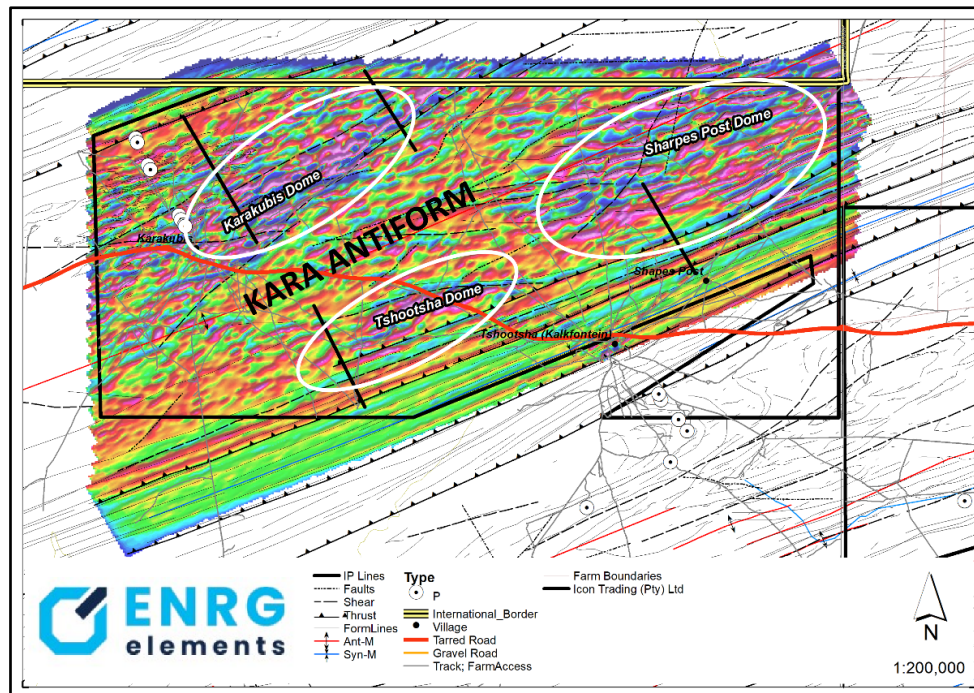 Sharpes Post Dome
Karakubis Dome
Karakubis
KARA ANTIFORM
Shapes Post
Tshootsha Dome
Tshootsha (Kalkfontein)
ENRG
elements
IP Lines
Faults
Shear
Thrust
FormLines
Ant-M
Syn-M
Type
P
International_Border
Village
Tarred Road
Gravel Road
Track; FarmAccess
Farm Boundaries
Icon Trading (Pty) Ltd
N
1:200,000